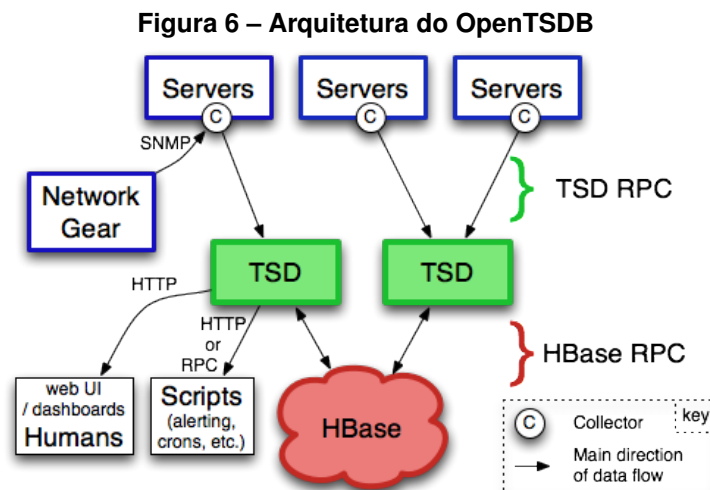 Figura 6 – Arquitetura do OpenTSDB
Servers
Servers
Servers
C
C
C
SNMP
Network
Gear
TSD RPC
TSD
TSD
HTTP
HTTP
or
RPC
HBase RPC
web UI
/ dashboards
Humans
Scripts
(alerting,
crons, etc.)
HBase
C
Collector
key
Main direction
of data flow